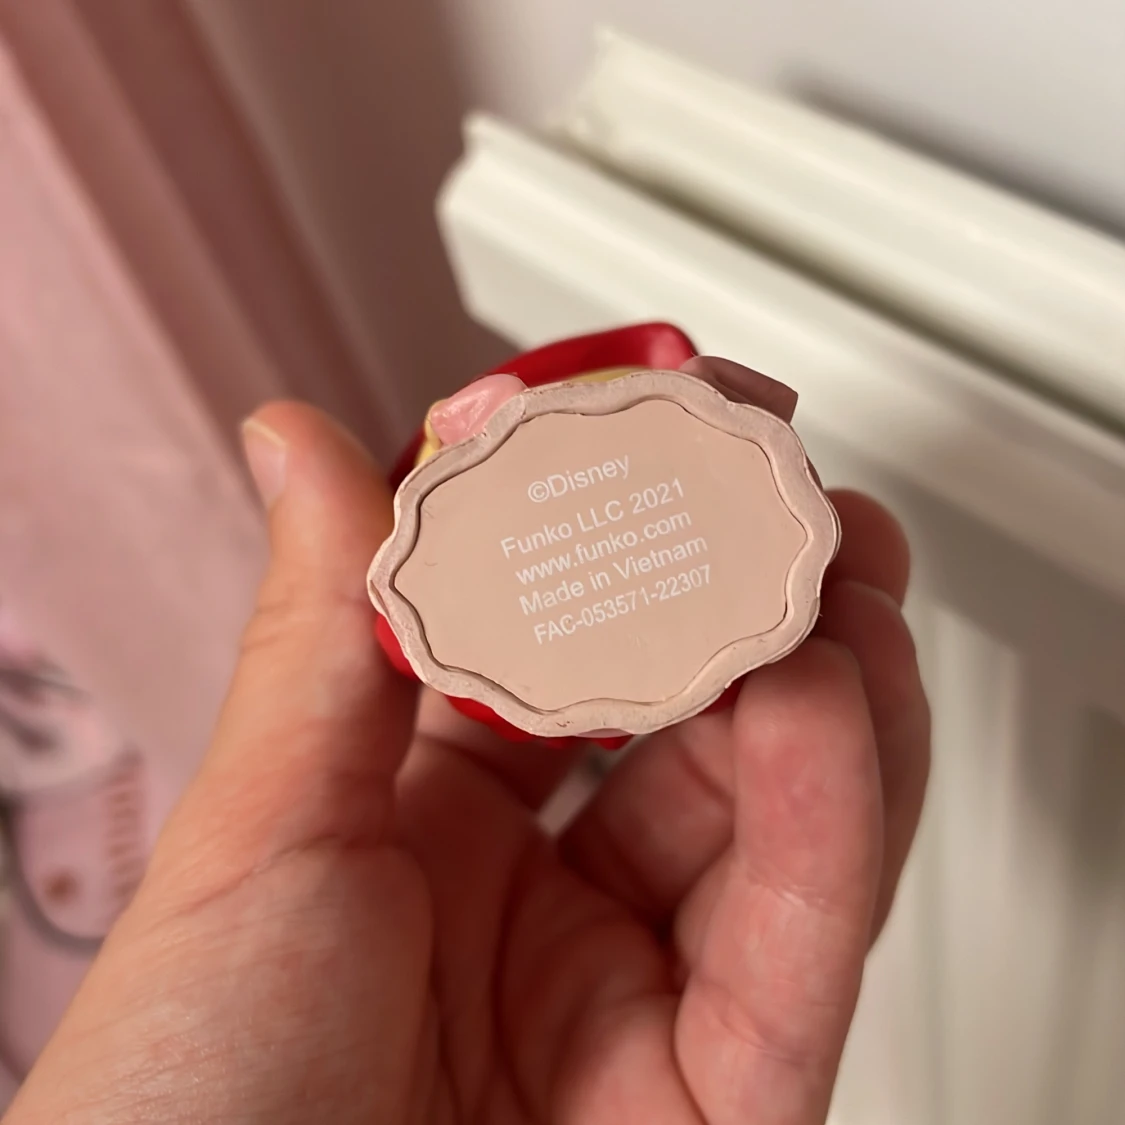 ©Disney
Funko LLC 2021
www.funko.com
Made in Vietnam
FAC-053571-22307